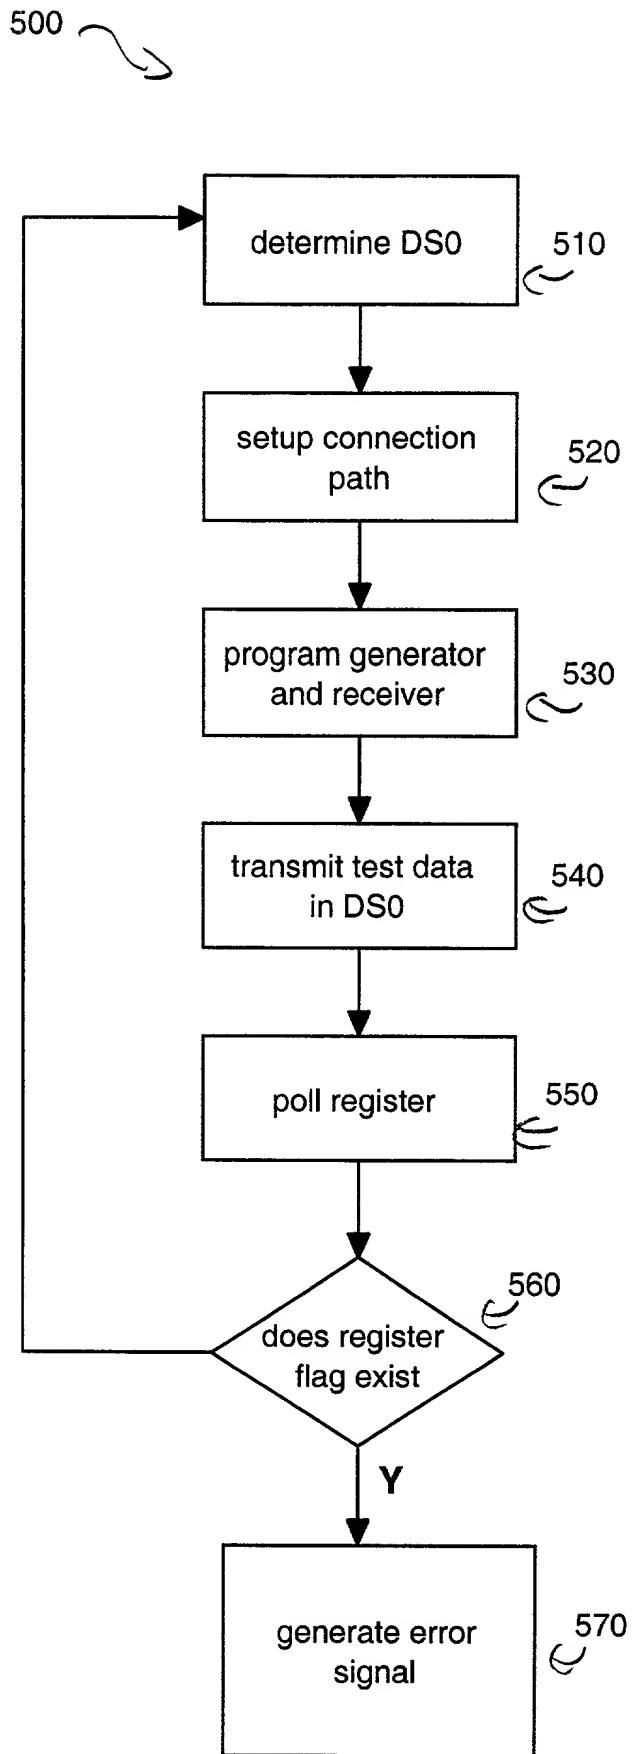 500
determine DS0
510
setup connection
path
520
program generator
and receiver
530
transmit test data
in DS0
540
poll register
550
does register
flag exist
560
Y
generate error
signal
570